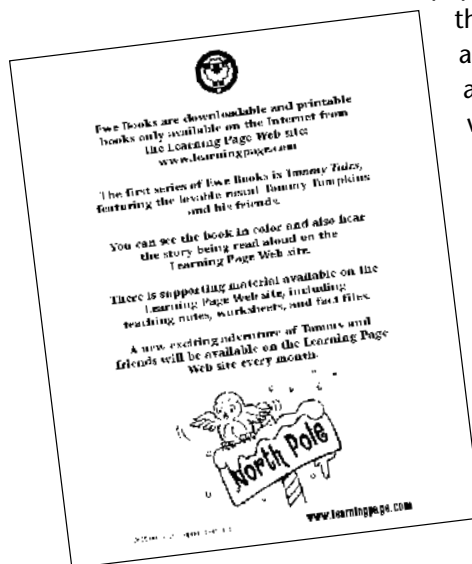 Ewe Books are downloadable and printable
books only available on the Internet from
the Learning Page Web site:
www.learningpage.com
The first series of Ewe Books is Tommy Tales,
featuring the lovable rascal Tommy Tumpkins
and his friends.
You can see the book in color and also hear
the story being read aloud on the
Learning Page Web site.
There is supporting material available on the
Learning Page Web site, including
teaching notes, worksheets, and fact files.
A new exciting adventure of Tommy and
friends will be available on the Learning Page
Web site every month.
North Pole
www.learningpage.com